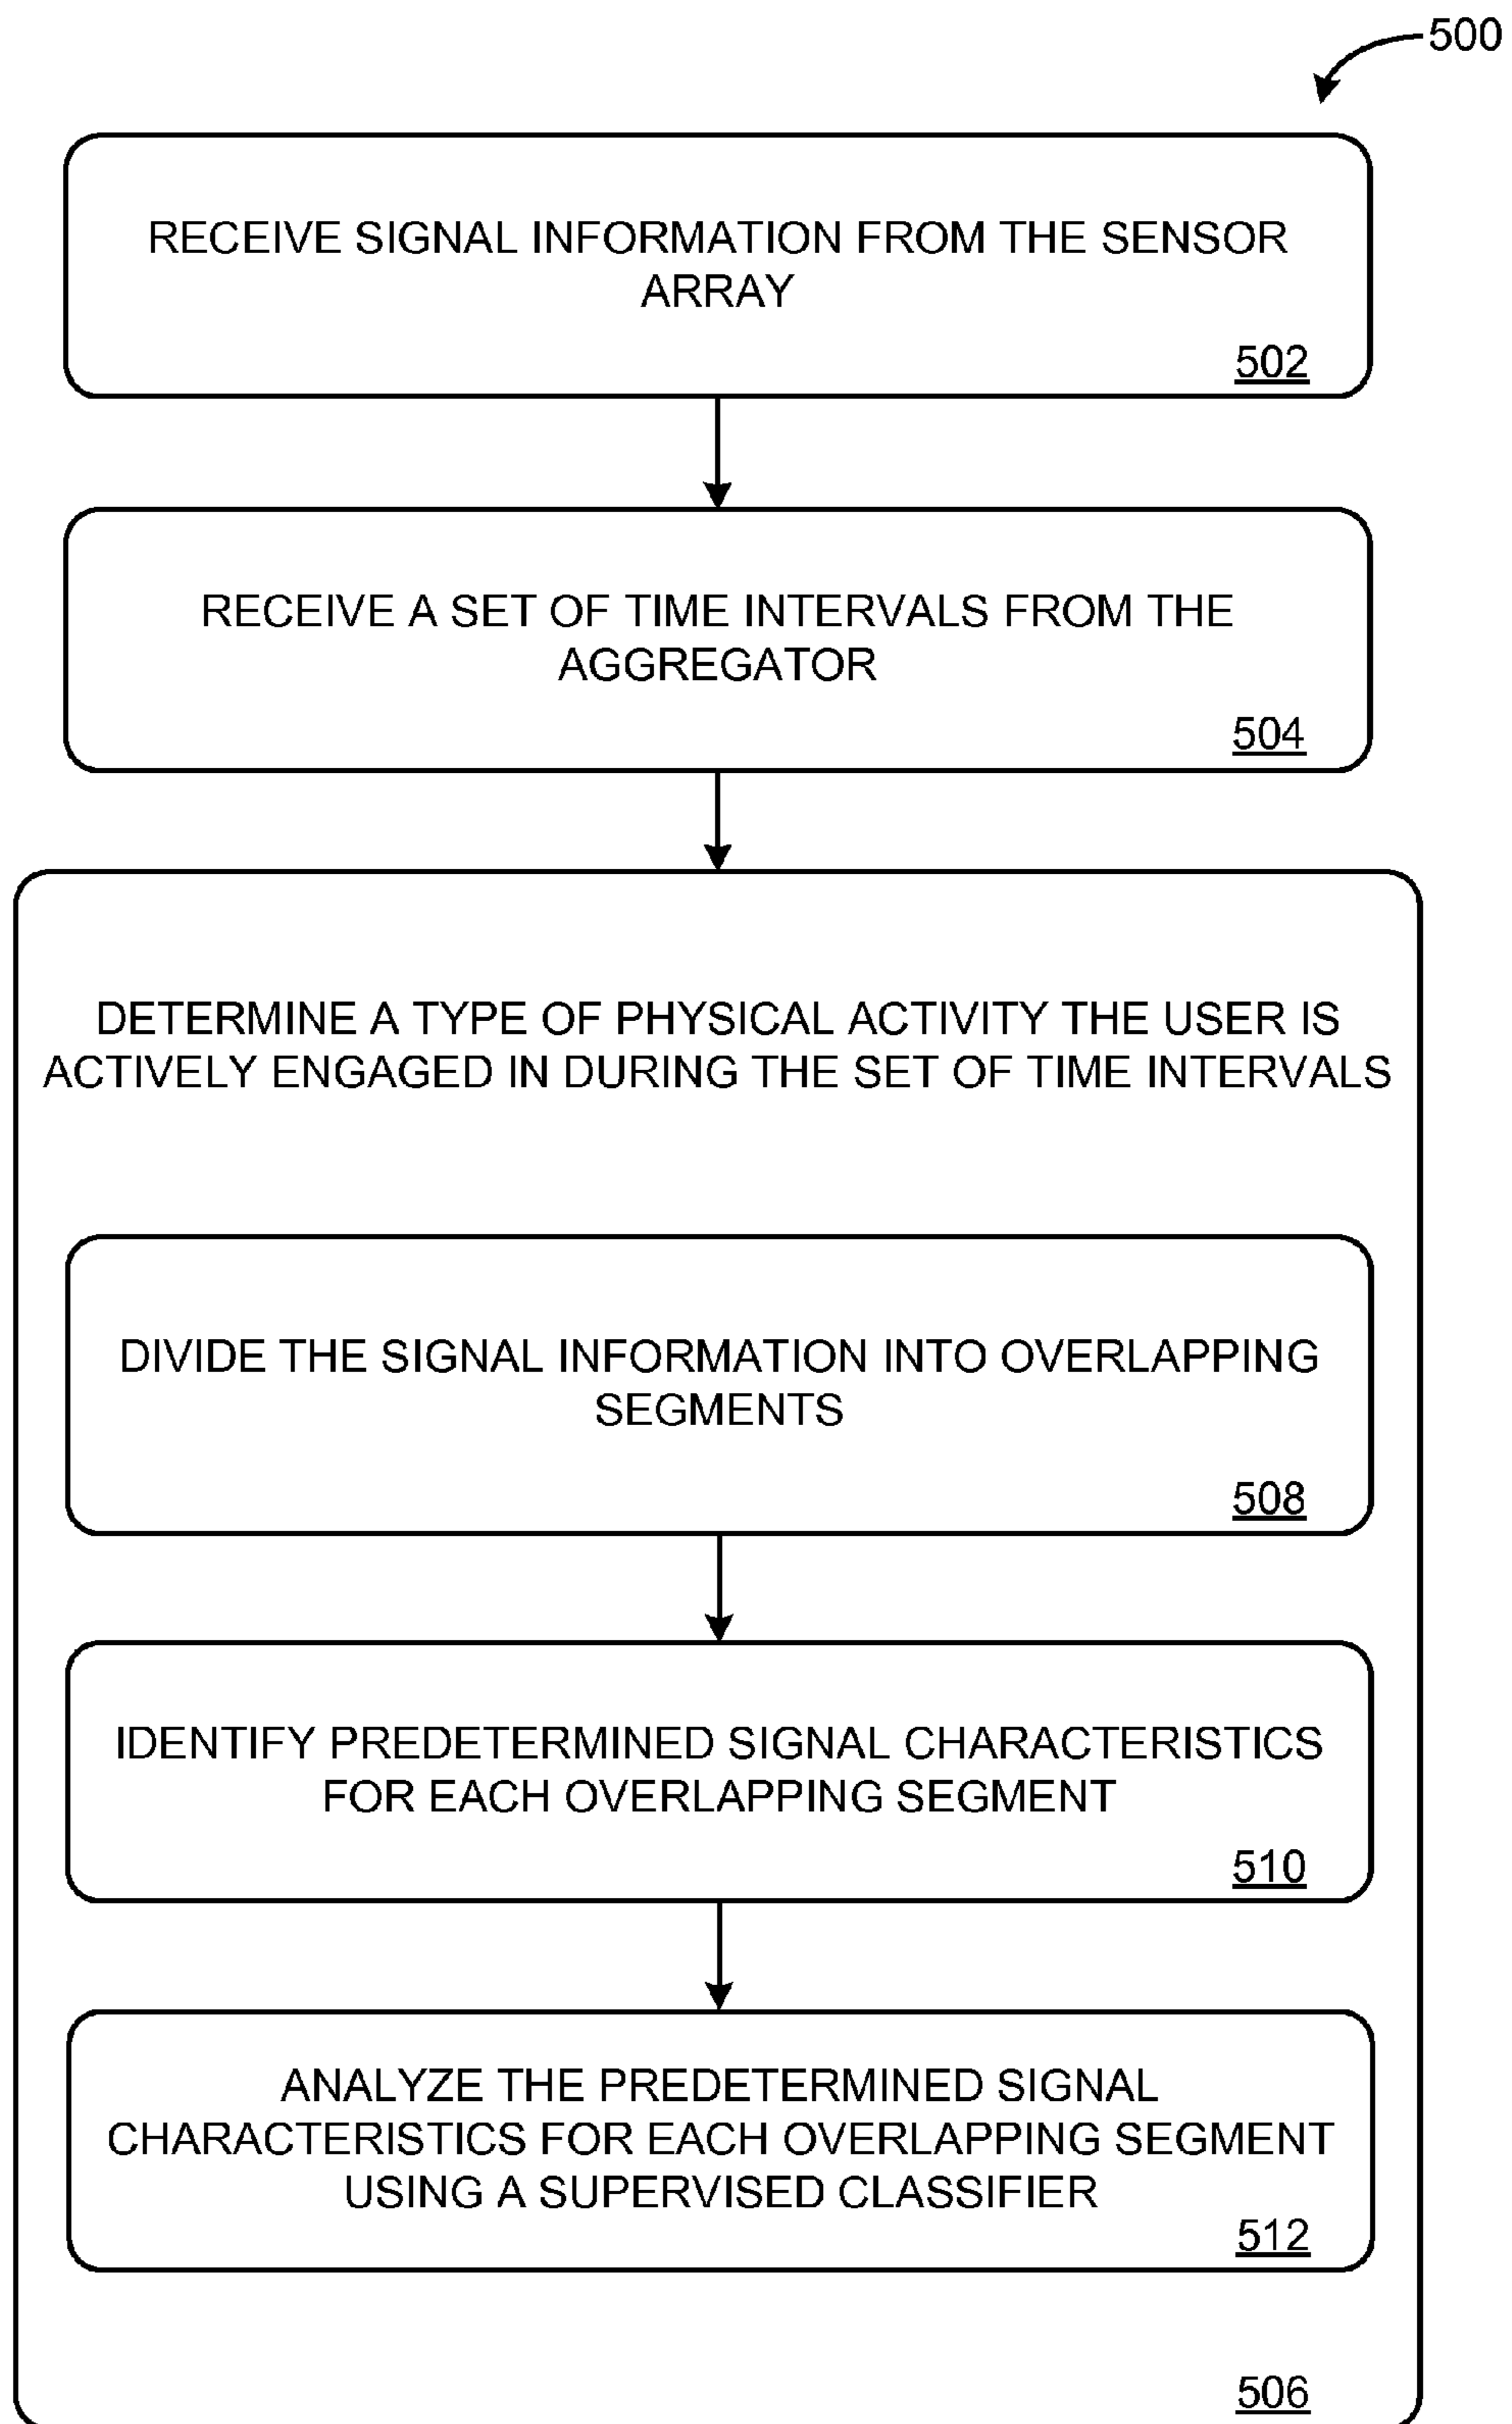 500
RECEIVE SIGNAL INFORMATION FROM THE SENSOR
ARRAY
502
RECEIVE A SET OF TIME INTERVALS FROM THE
AGGREGATOR
504
DETERMINE A TYPE OF PHYSICAL ACTIVITY THE USER IS
ACTIVELY ENGAGED IN DURING THE SET OF TIME INTERVALS
DIVIDE THE SIGNAL INFORMATION INTO OVERLAPPING
SEGMENTS
508
IDENTIFY PREDETERMINED SIGNAL CHARACTERISTICS
FOR EACH OVERLAPPING SEGMENT
510
ANALYZE THE PREDETERMINED SIGNAL
CHARACTERISTICS FOR EACH OVERLAPPING SEGMENT
USING A SUPERVISED CLASSIFIER
512
506